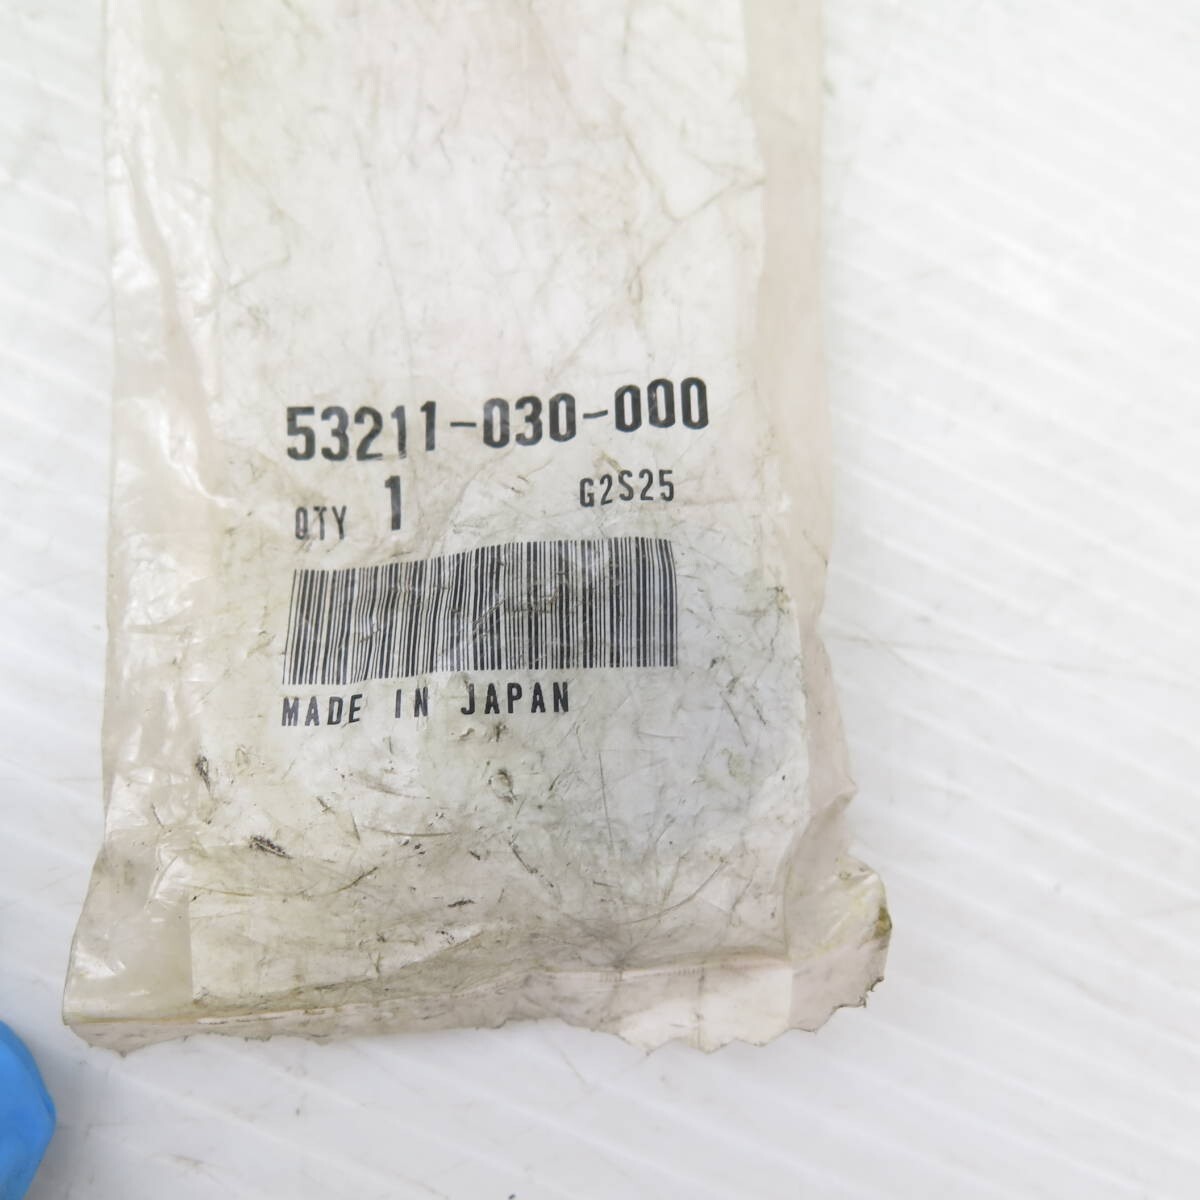 53211-030-000
QTY 1 G2S25
MADE IN JAPAN